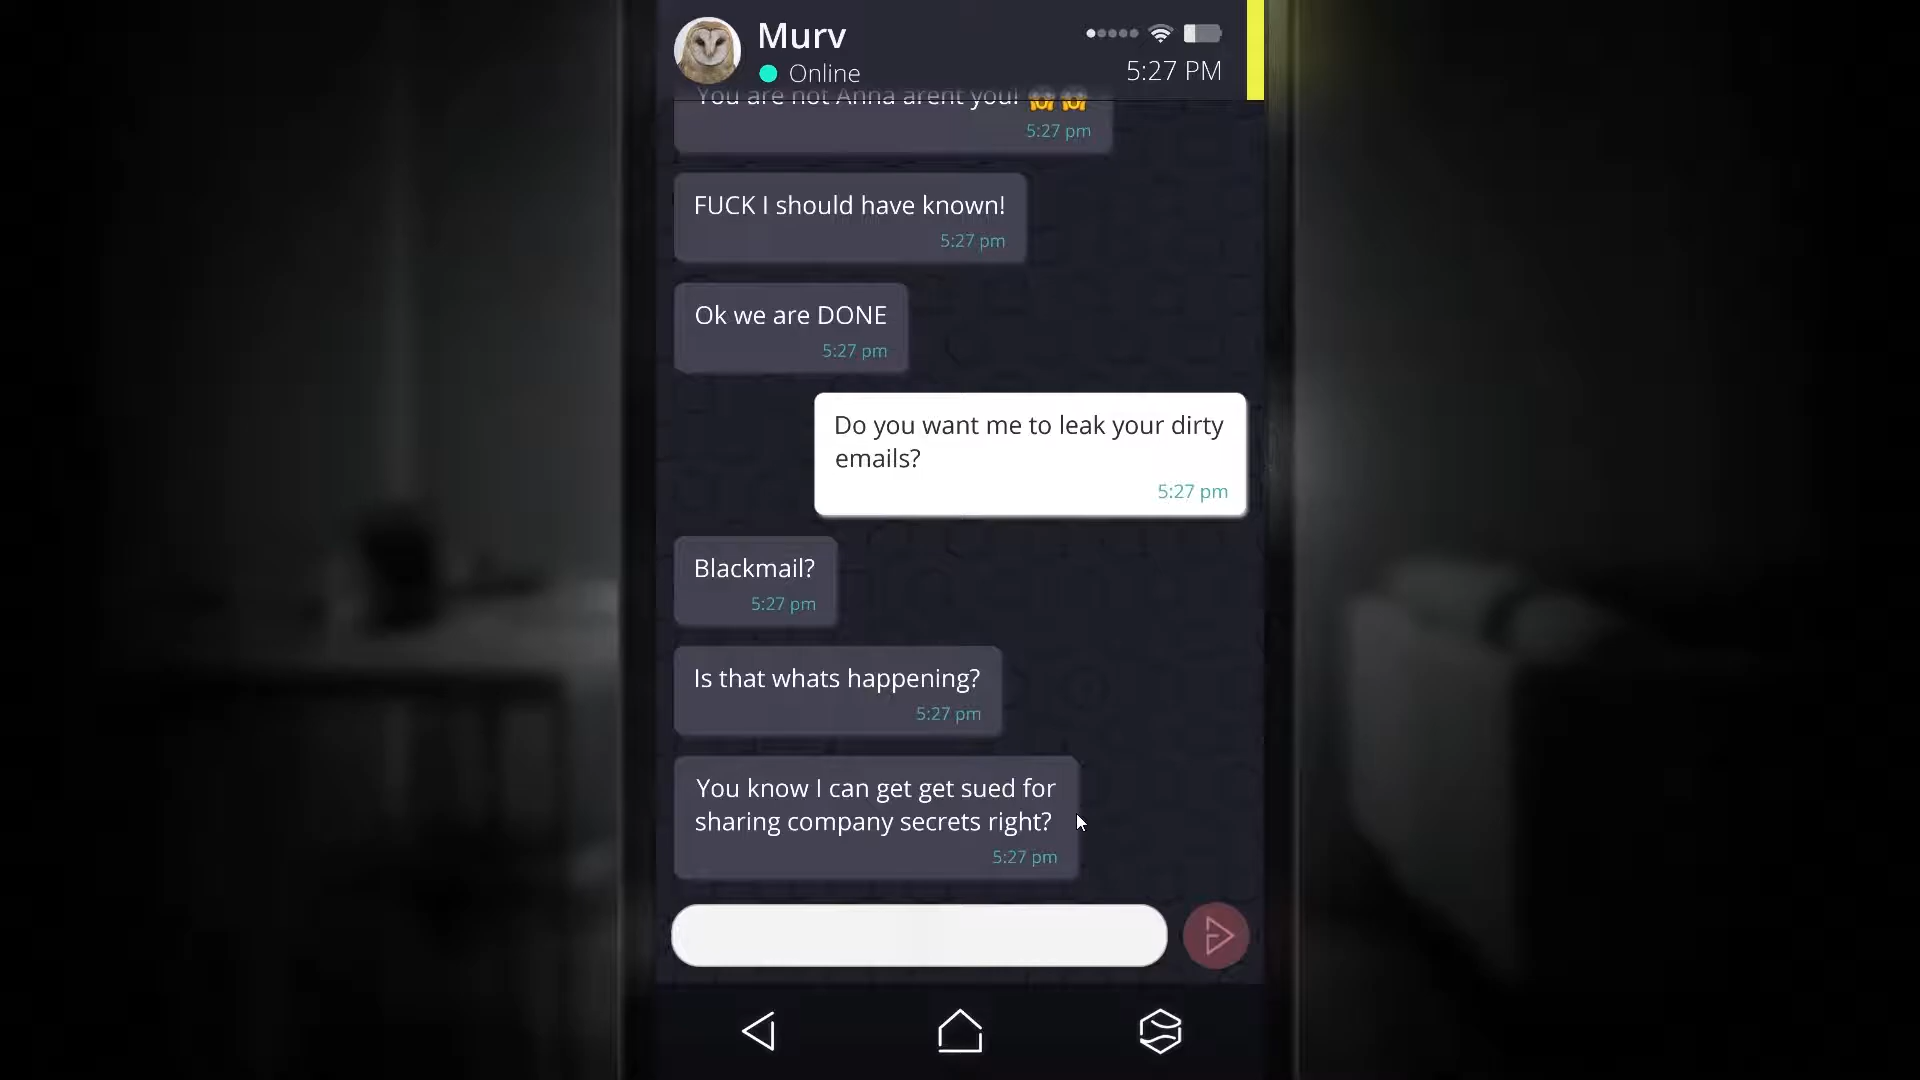 Murv
Online
5:27 PM
You are not Anna arent you!
5:27 pm
FUCK I should have known!
5:27 pm
Ok we are DONE
5:27 pm
Do you want me to leak your dirty
emails?
5:27 pm
Blackmail?
5:27 pm
Is that whats happening?
5:27 pm
You know I can get get sued for
sharing company secrets right?
5:27 pm